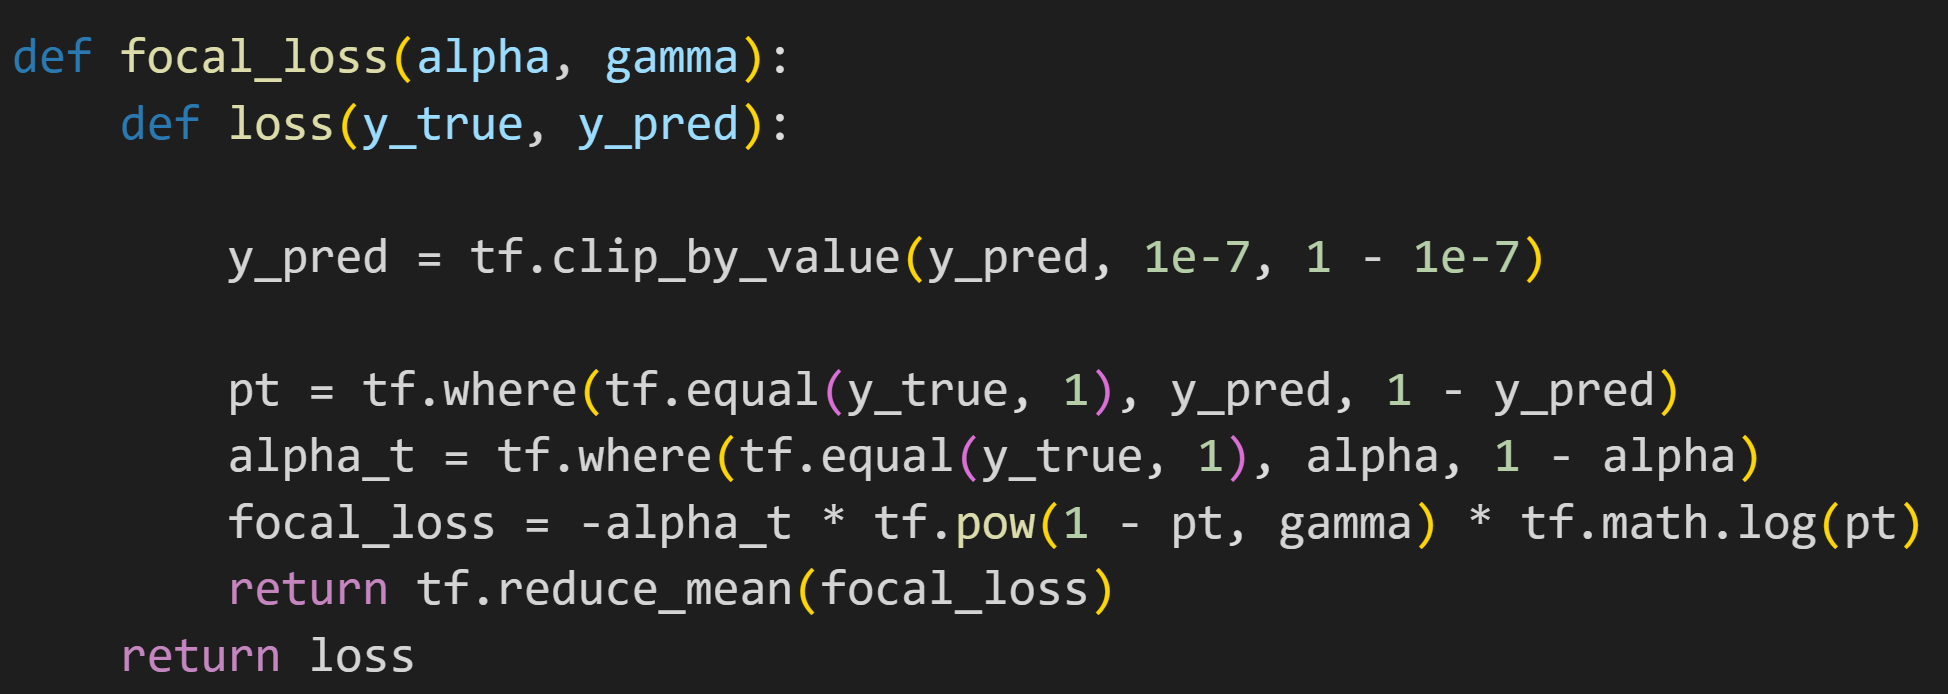 def focal_loss(alpha, gamma):
    def loss(y_true, y_pred):
        y_pred = tf.clip_by_value(y_pred, 1e-7, 1 - 1e-7)
        pt = tf.where(tf.equal(y_true, 1), y_pred, 1 - y_pred)
        alpha_t = tf.where(tf.equal(y_true, 1), alpha, 1 - alpha)
        focal_loss = -alpha_t * tf.pow(1 - pt, gamma) * tf.math.log(pt)
        return tf.reduce_mean(focal_loss)
    return loss